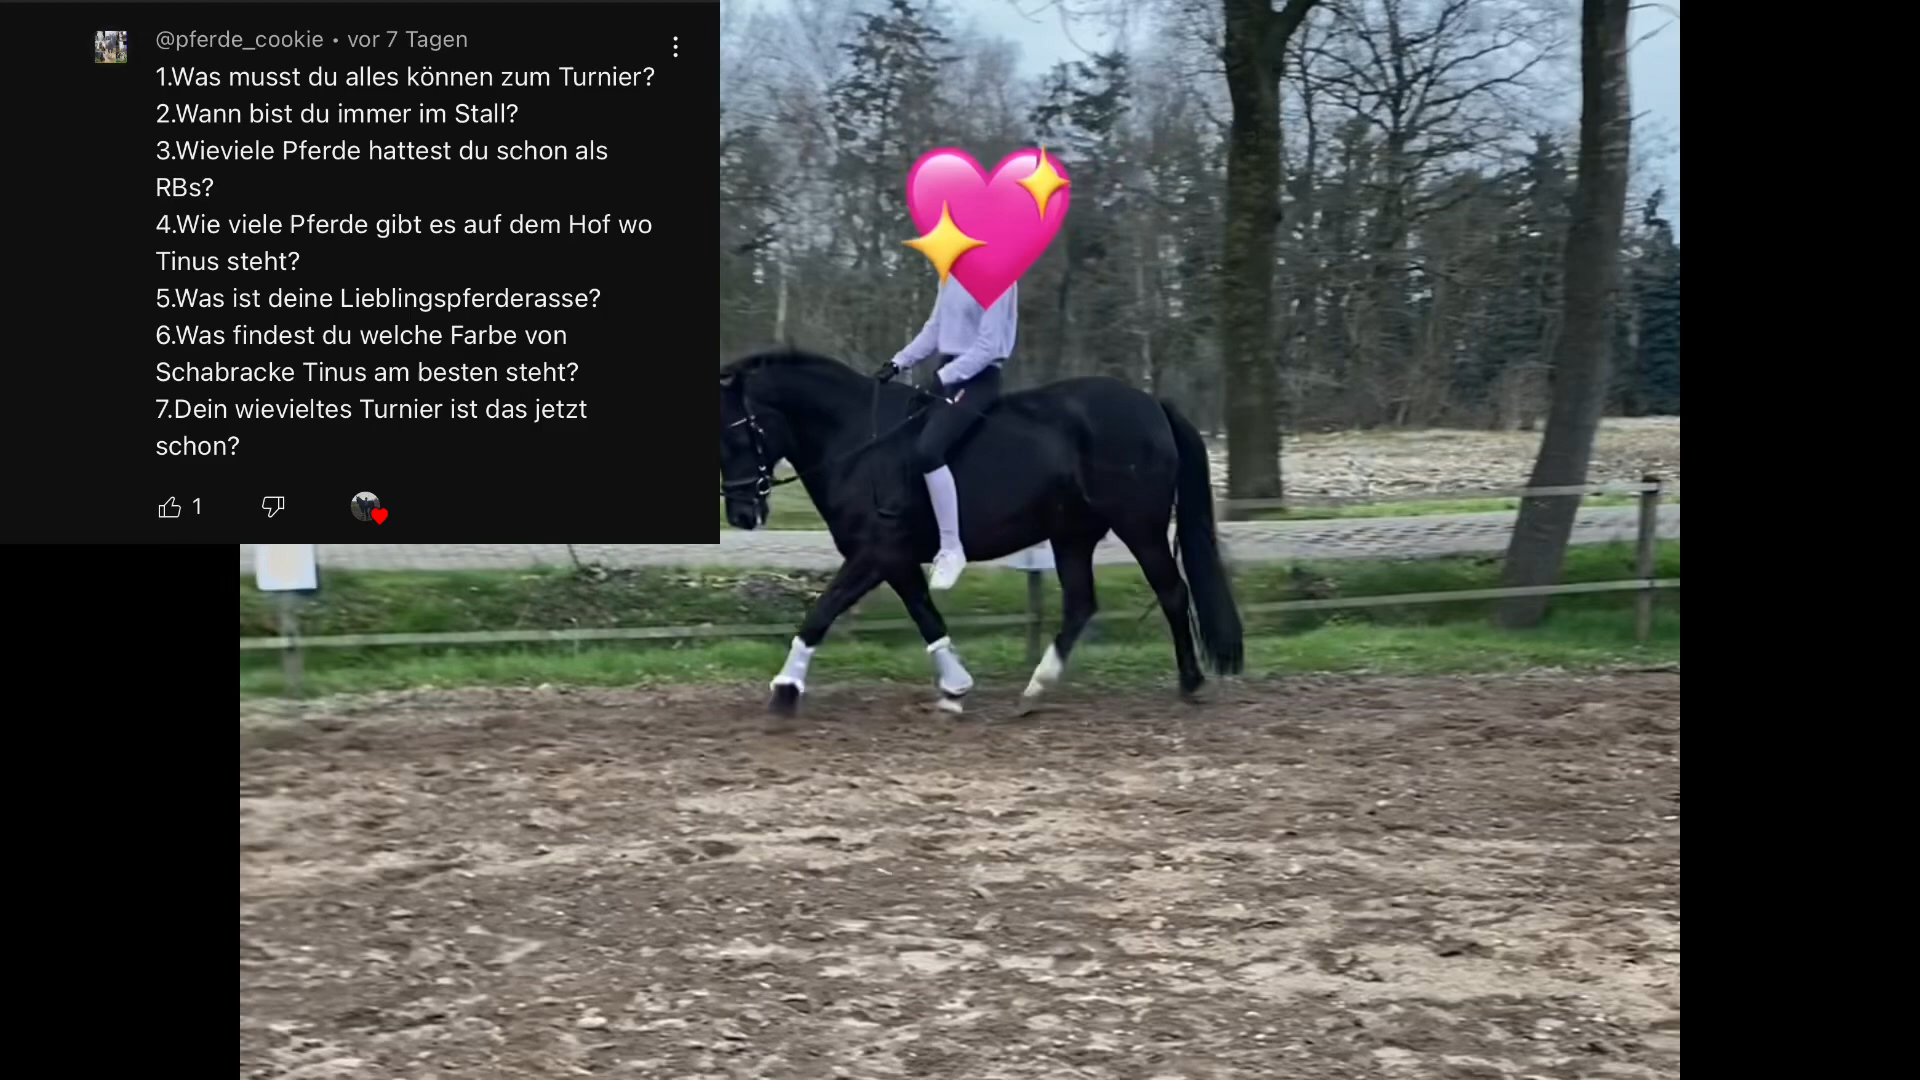 @pferde_cookie • vor 7 Tagen
1.Was musst du alles können zum Turnier?
2.Wann bist du immer im Stall?
3.Wieviele Pferde hattest du schon als
RBs?
4.Wie viele Pferde gibt es auf dem Hof wo
Tinus steht?
5.Was ist deine Lieblingspferderasse?
6.Was findest du welche Farbe von
Schabracke Tinus am besten steht?
7.Dein wievieltes Turnier ist das jetzt
schon?
1